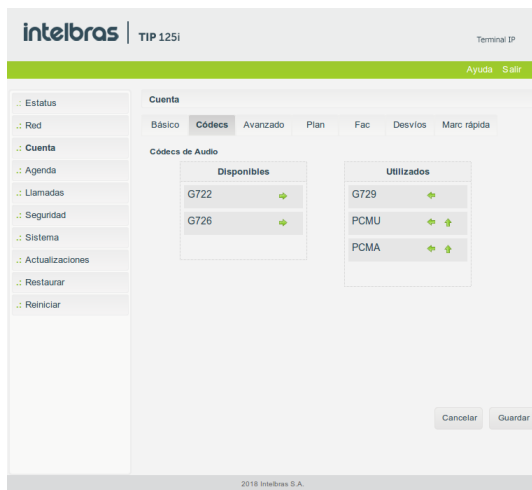 intelbras TIP 125i
Terminal IP
Ayuda Salir
.: Estatus
.: Red
.: Cuenta
.: Agenda
.: Llamadas
.: Seguridad
.: Sistema
.: Actualizaciones
.: Restaurar
.: Reiniciar
Cuenta
Básico Códecs Avanzado Plan Fac Desvíos Marc rápida
Códecs de Audio
Disponibles
G722
G726
Utilizados
G729
PCMU
PCMA
Cancelar Guardar
2018 Intelbras S.A.